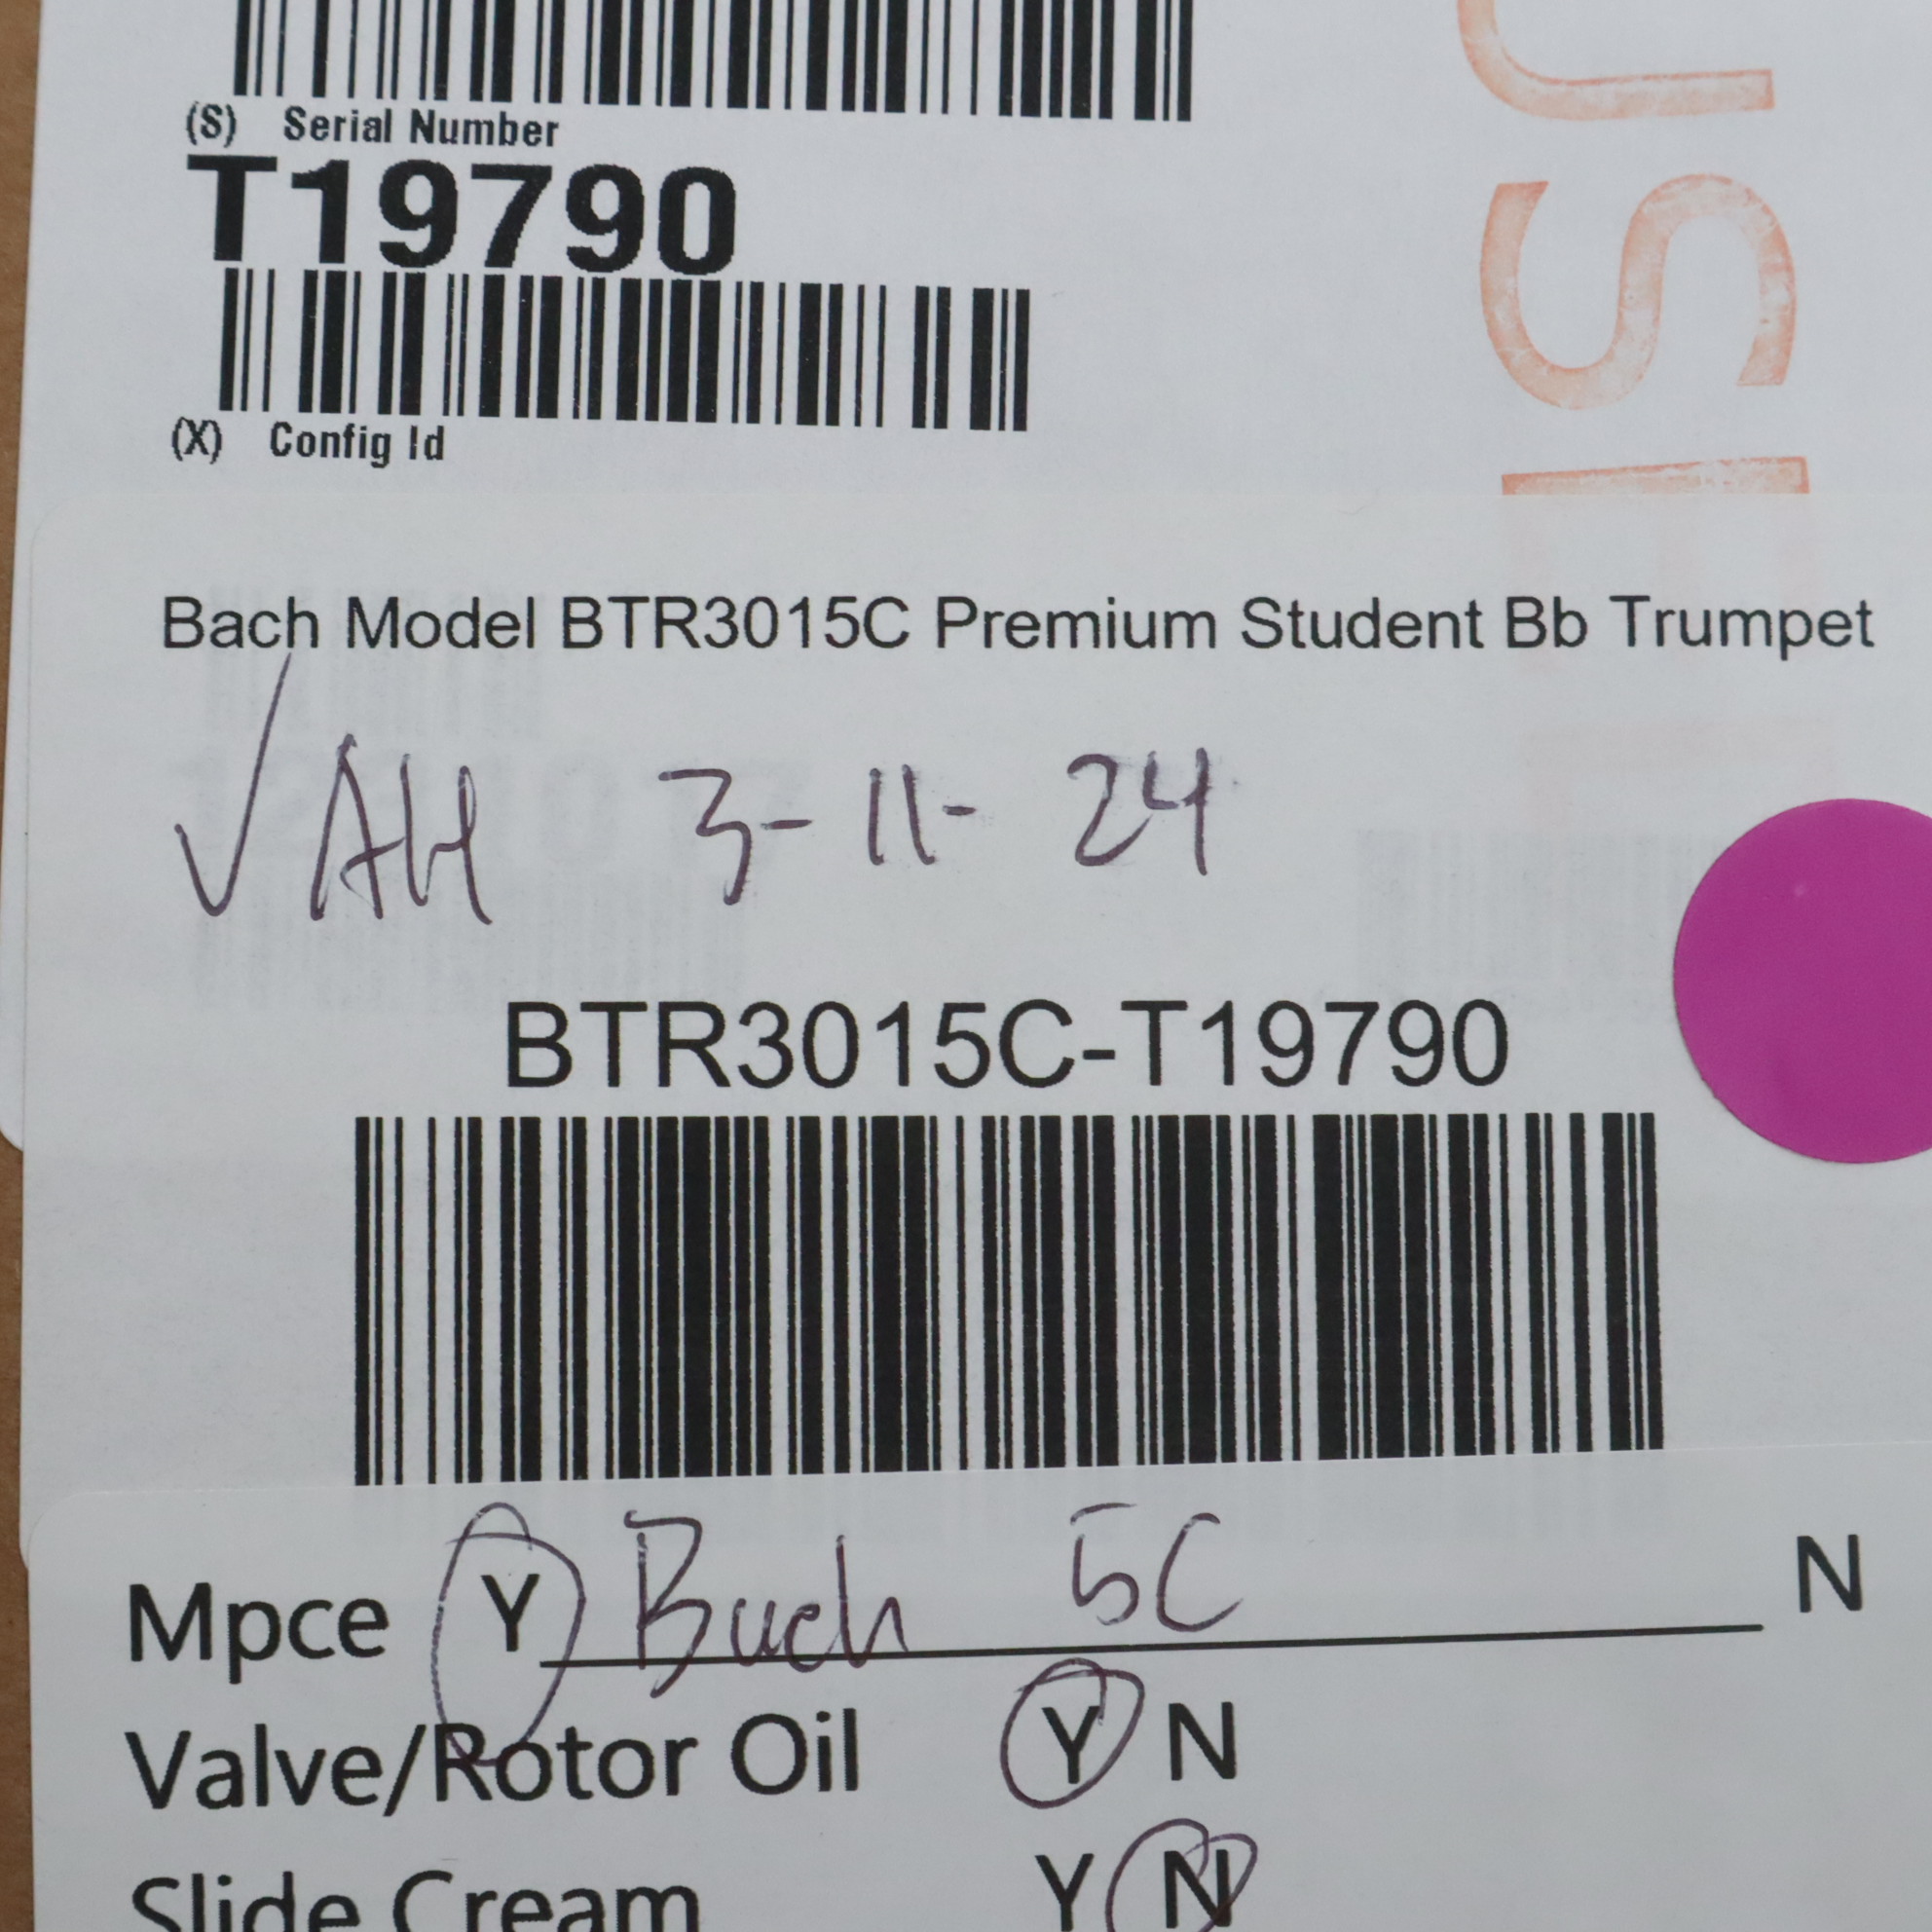 (S) Serial Number
T19790
(X) Config Id
Bach Model BTR3015C Premium Student Bb Trumpet
✓ AH 3-11-24
BTR3015C-T19790
Mpce Y Bach 5C N
Valve/Rotor Oil Y N
Slide Cream Y N